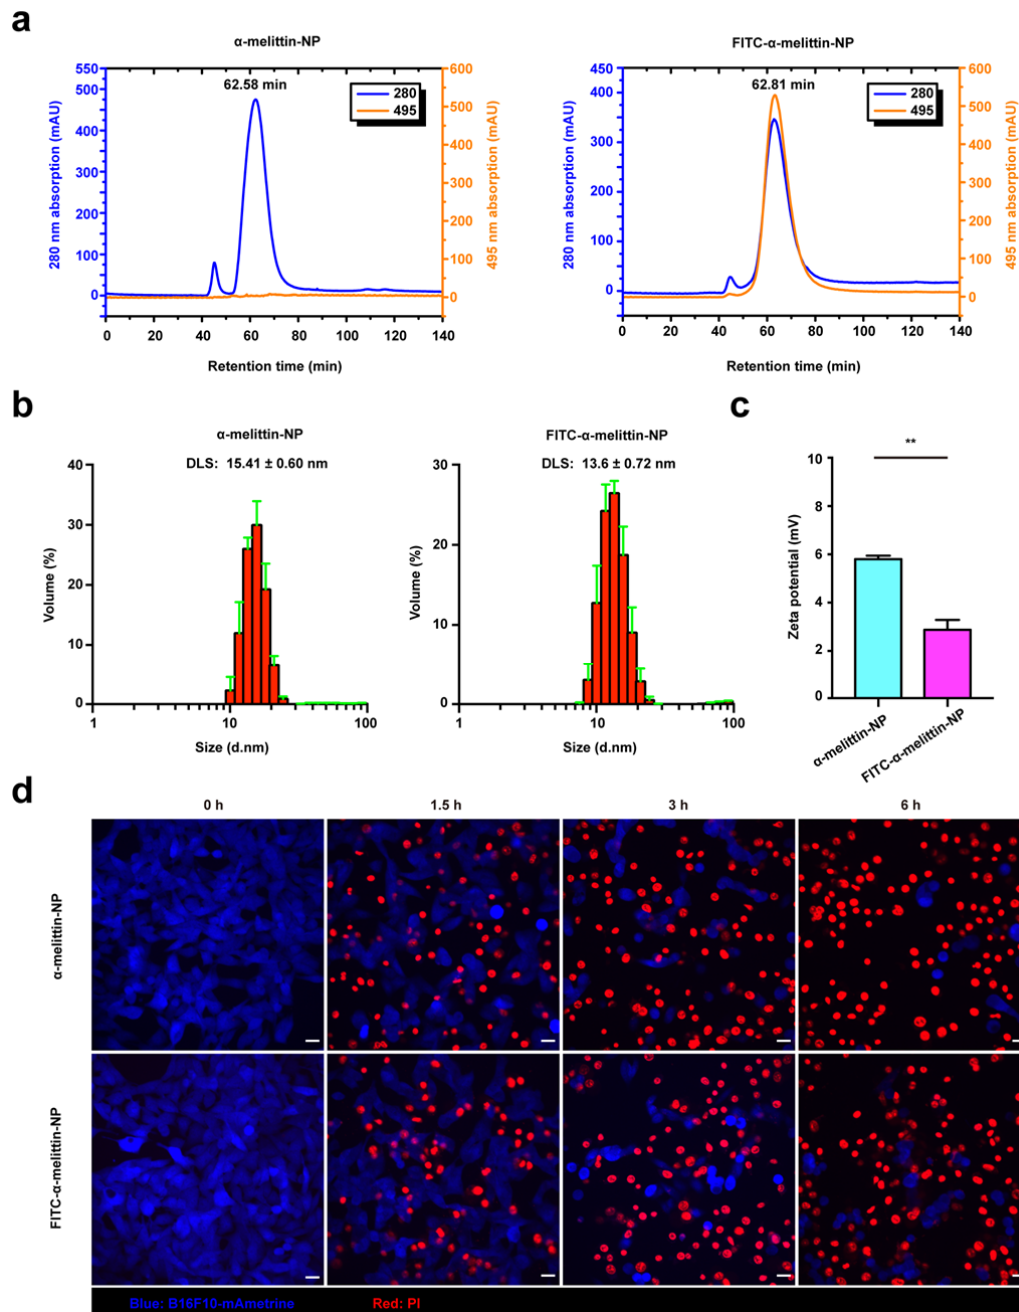 a
α-melittin-NP
FITC-α-melittin-NP
550
500
400
300
200
100
0
280 nm absorption (mAU)
62.58 min
280
495
600
500
400
300
200
100
0
495 nm absorption (mAU)
0 20 40 60 80 100 120 140
Retention time (min)
450
400
300
200
100
0
280 nm absorption (mAU)
62.81 min
280
495
600
500
400
300
200
100
0
495 nm absorption (mAU)
0 20 40 60 80 100 120 140
Retention time (min)
b
α-melittin-NP
DLS: 15.41 ± 0.60 nm
40
30
20
10
0
Volume (%)
1 10 100
Size (d.nm)
FITC-α-melittin-NP
DLS: 13.6 ± 0.72 nm
30
20
10
0
Volume (%)
1 10 100
Size (d.nm)
c
**
10
8
6
4
2
0
Zeta potential (mV)
α-melittin-NP
FITC-α-melittin-NP
d
0 h 1.5 h 3 h 6 h
α-melittin-NP
FITC-α-melittin-NP
Blue: B16F10-mAmetrine Red: PI